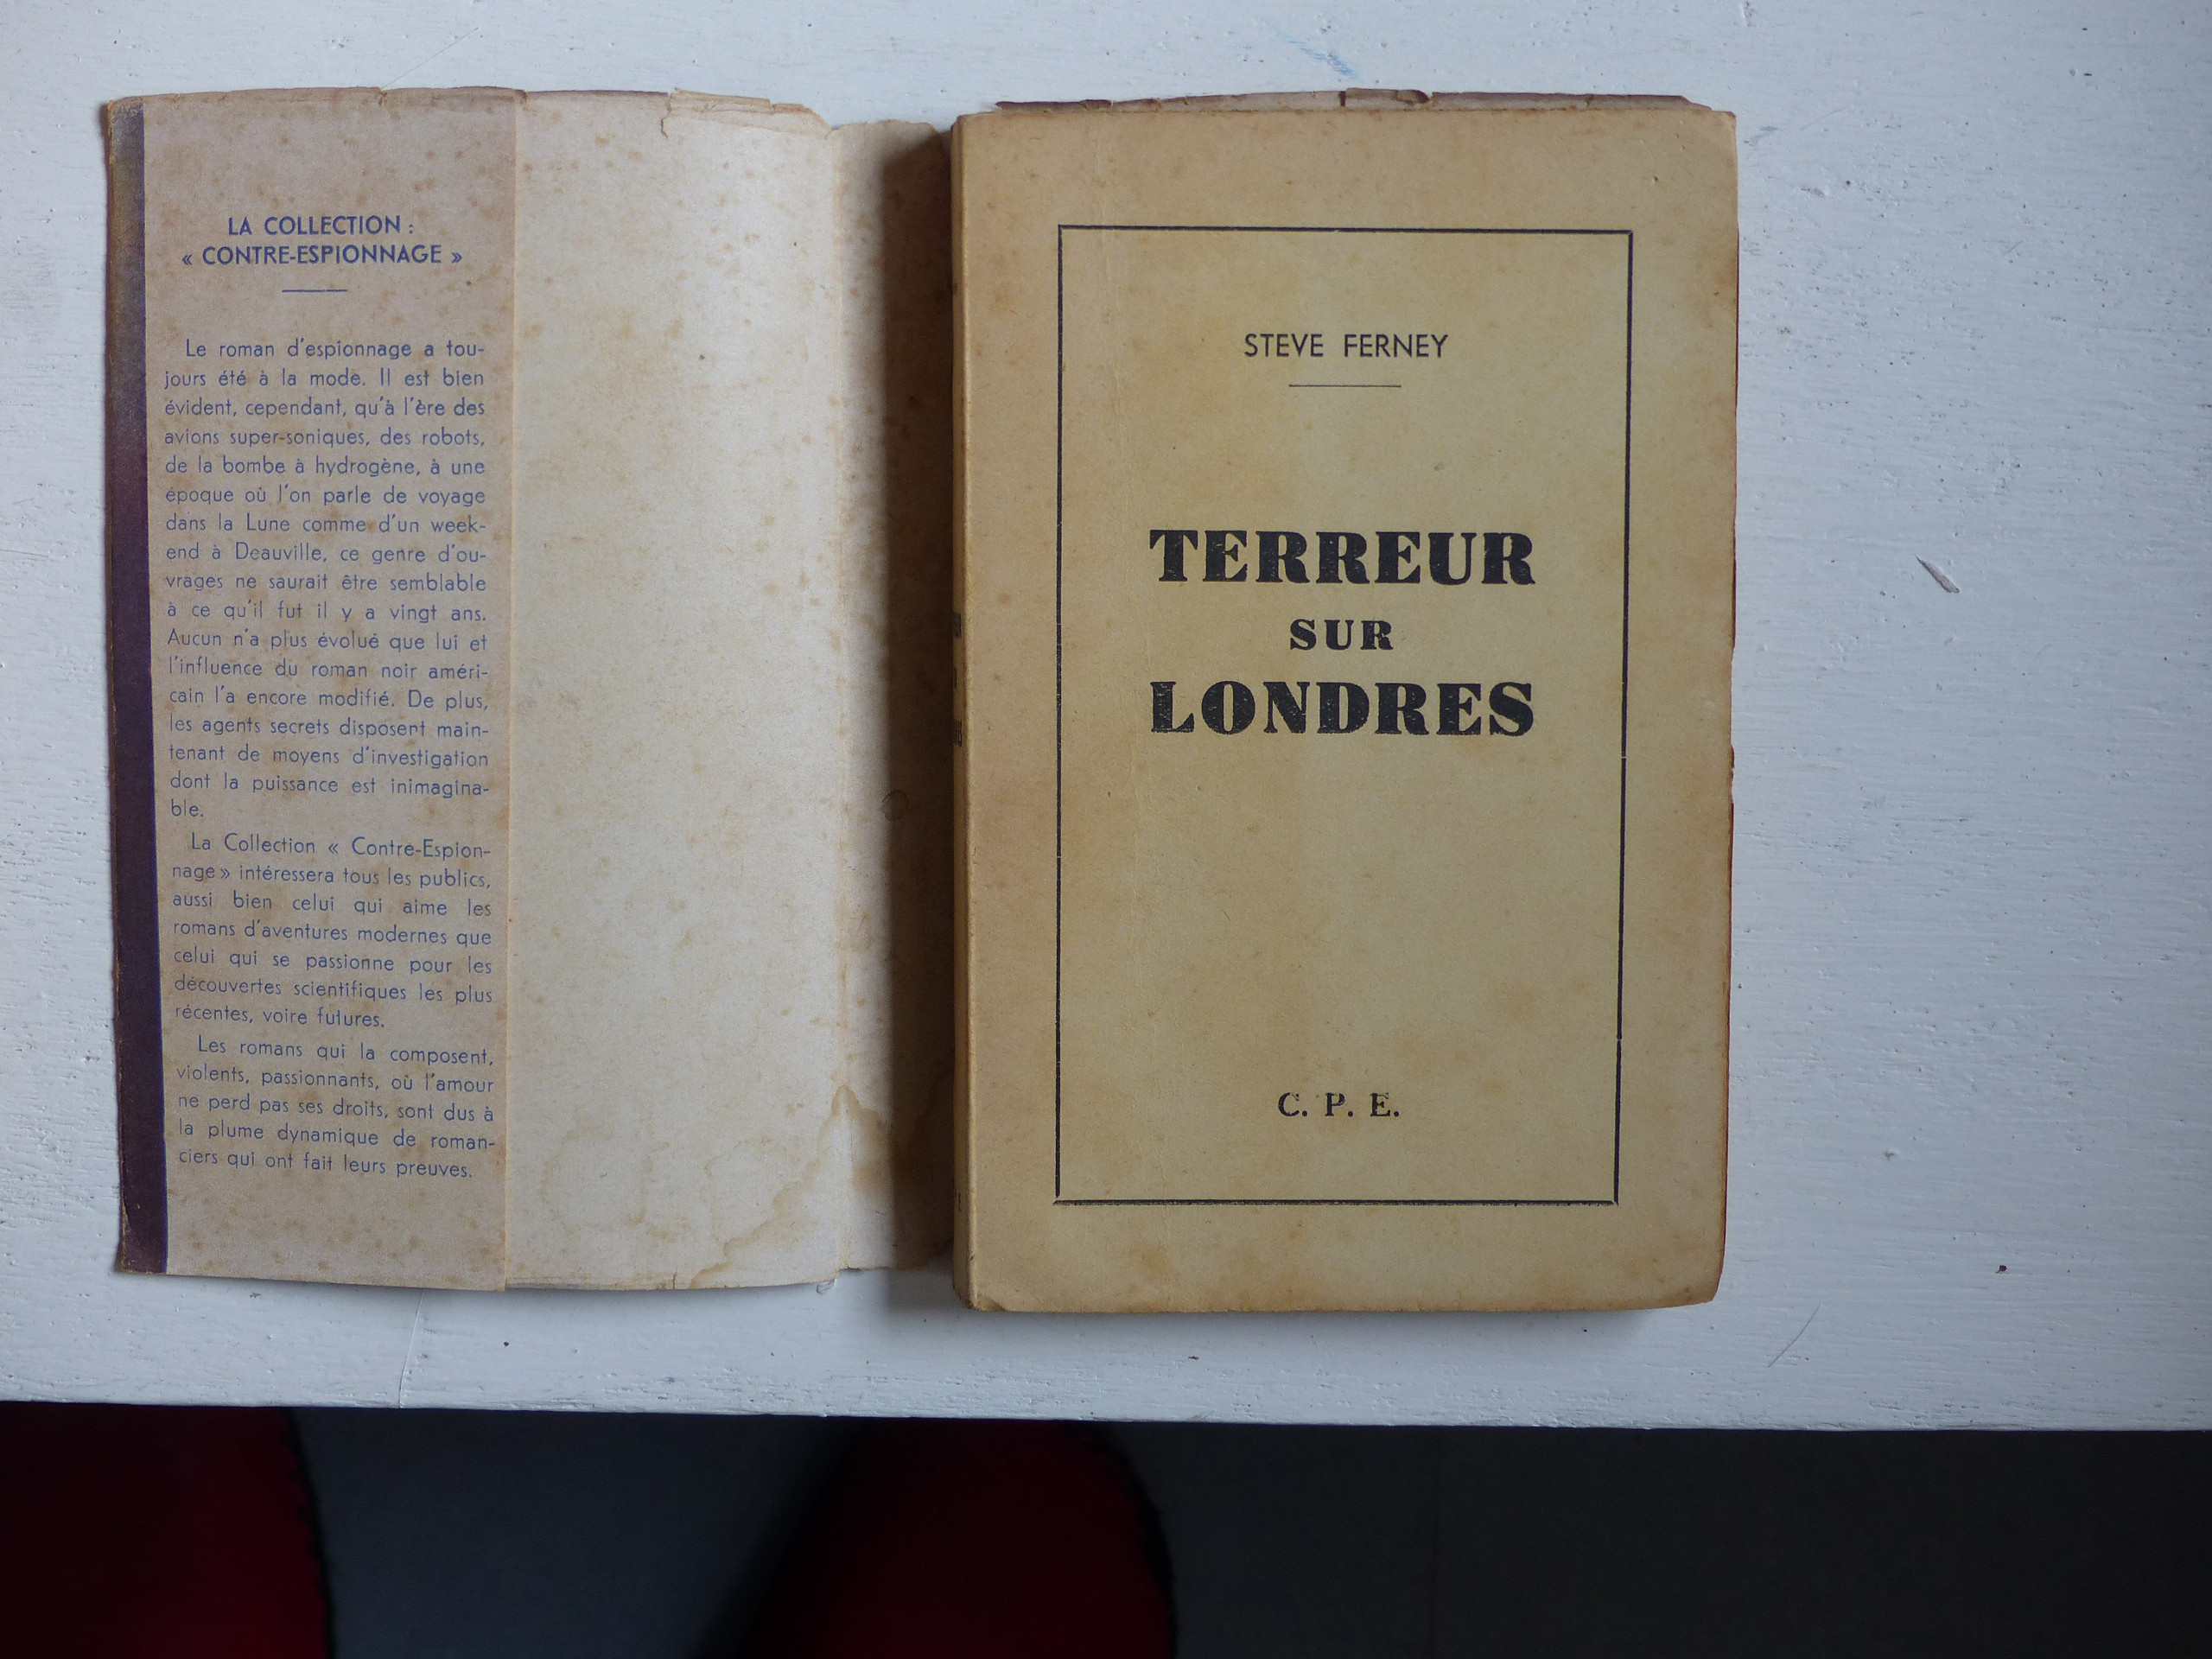 LA COLLECTION :
« CONTRE-ESPIONNAGE »
Le roman d'espionnage a tou-
jours été à la mode. Il est bien
évident, cependant, qu'à l'ère des
avions super-soniques, des robots,
de la bombe à hydrogène, à une
époque où l'on parle de voyage
dans la Lune comme d'un week-
end à Deauville, ce genre d'ou-
vrages ne saurait être semblable
à ce qu'il fut il y a vingt ans.
Aucun n'a plus évolué que lui et
l'influence du roman noir améri-
cain l'a encore modifié. De plus,
les agents secrets disposent main-
tenant de moyens d'investigation
dont la puissance est inimagina-
ble.
La Collection « Contre-Espion-
nage » intéressera tous les publics,
aussi bien celui qui aime les
romans d'aventures modernes que
celui qui se passionne pour les
découvertes scientifiques les plus
récentes, voire futures.
Les romans qui la composent,
violents, passionnants, où l'amour
ne perd pas ses droits, sont dus à
la plume dynamique de roman-
ciers qui ont fait leurs preuves.
STEVE FERNEY
TERREUR
SUR
LONDRES
C. P. E.